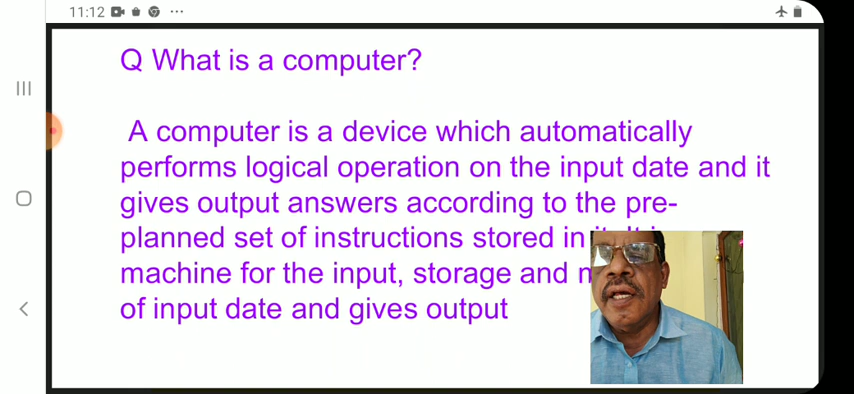 11:12
Q What is a computer?
A computer is a device which automatically
performs logical operation on the input date and it
gives output answers according to the pre-
planned set of instructions stored in
machine for the input, storage and
of input date and gives output